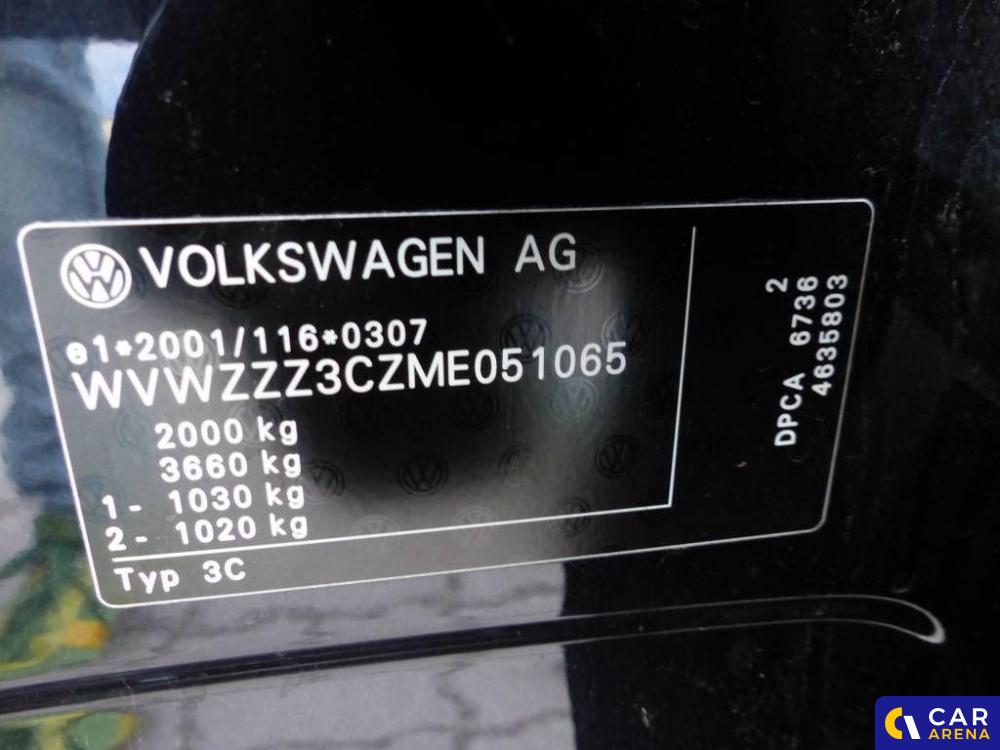 VOLKSWAGEN AG
e1*2001/116*0307
WVWZZZ3CZME051065
2000 kg
3660 kg
1- 1030 kg
2- 1020 kg
Typ 3C
2
DPCA 6736
4635803
CAR
ARENA